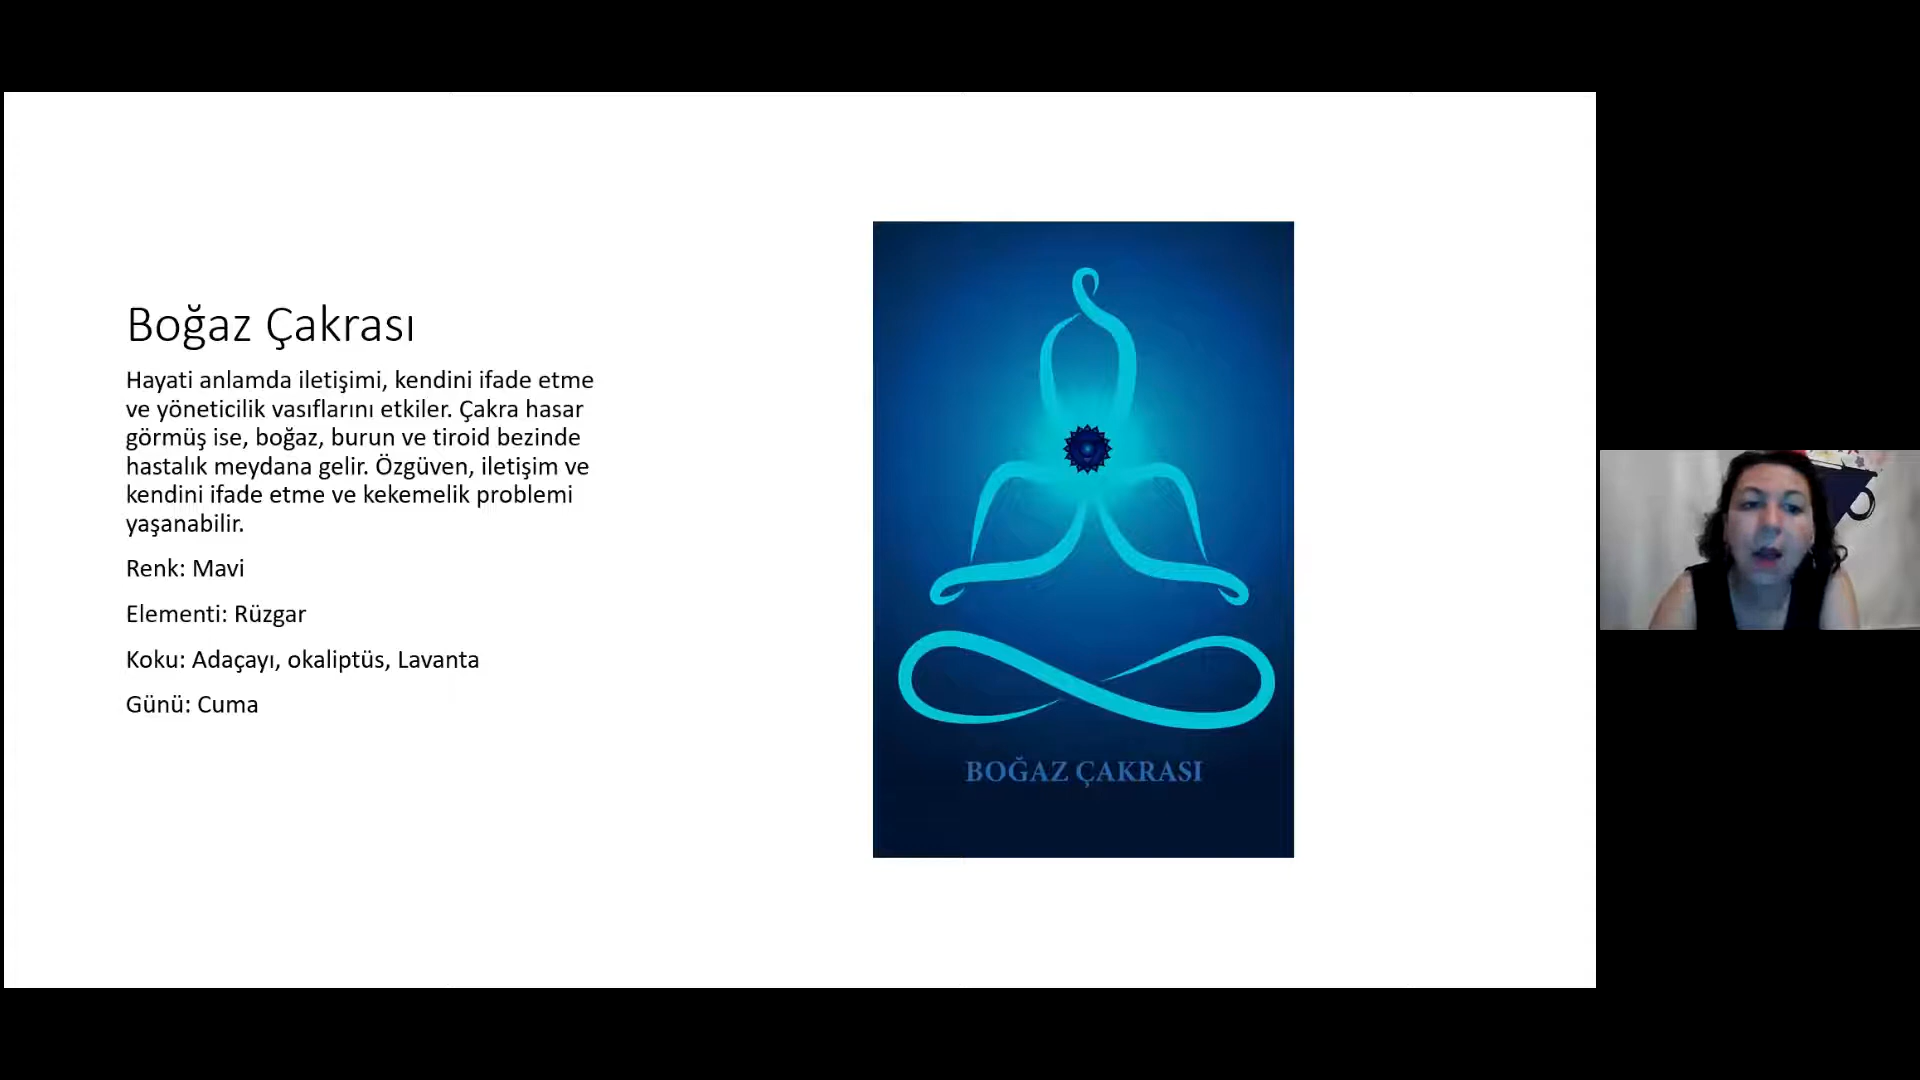 Boğaz Çakrası
Hayati anlamda iletişimi, kendini ifade etme
ve yöneticilik vasıflarını etkiler. Çakra hasar
görmüş ise, boğaz, burun ve tiroid bezinde
hastalık meydana gelir. Özgüven, iletişim ve
kendini ifade etme ve kekemelik problemi
yaşanabilir.
Renk: Mavi
Elementi: Rüzgar
Koku: Adaçayı, okaliptüs, Lavanta
Günü: Cuma
BOĞAZ ÇAKRASI